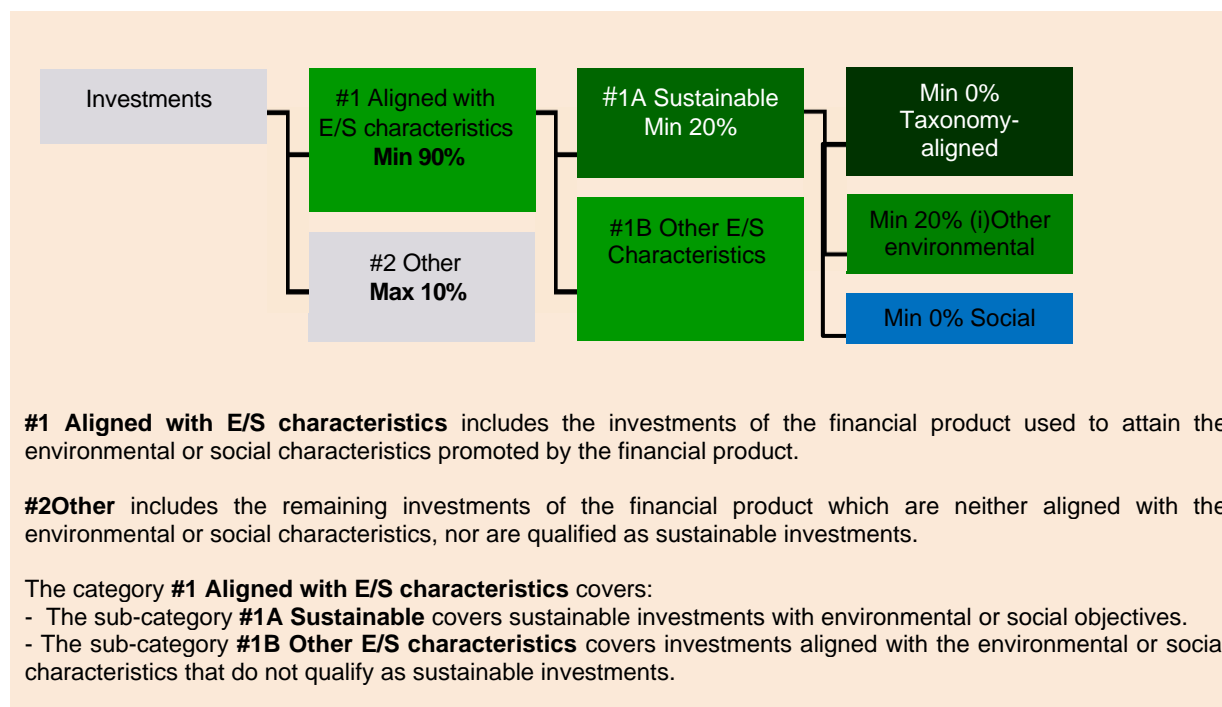 Investments
#1 Aligned with
E/S characteristics
Min 90%
#2 Other
Max 10%
#1A Sustainable
Min 20%
#1B Other E/S
Characteristics
Min 0%
Taxonomy-
aligned
Min 20% (i)Other
environmental
Min 0% Social
#1 Aligned with E/S characteristics includes the investments of the financial product used to attain the
environmental or social characteristics promoted by the financial product.
#2Other includes the remaining investments of the financial product which are neither aligned with the
environmental or social characteristics, nor are qualified as sustainable investments.
The category #1 Aligned with E/S characteristics covers:
- The sub-category #1A Sustainable covers sustainable investments with environmental or social objectives.
- The sub-category #1B Other E/S characteristics covers investments aligned with the environmental or social
characteristics that do not qualify as sustainable investments.